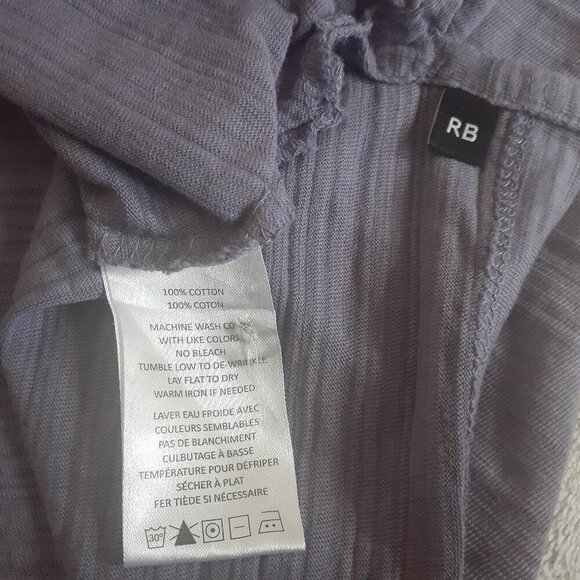 RB
100% COTTON
100% COTON
MACHINE WASH CO
WITH LIKE COLORS
NO BLEACH
TUMBLE LOW TO DE-WRINKLE
LAY FLAT TO DRY
WARM IRON IF NEEDED
LAVER EAU FROIDE AVEC
COULEURS SEMBLABLES
PAS DE BLANCHIMENT
CULBUTAGE À BASSE
TEMPÉRATURE POUR DÉFRIPER
SÉCHER À PLAT
FER TIÈDE SI NÉCESSAIRE
30°